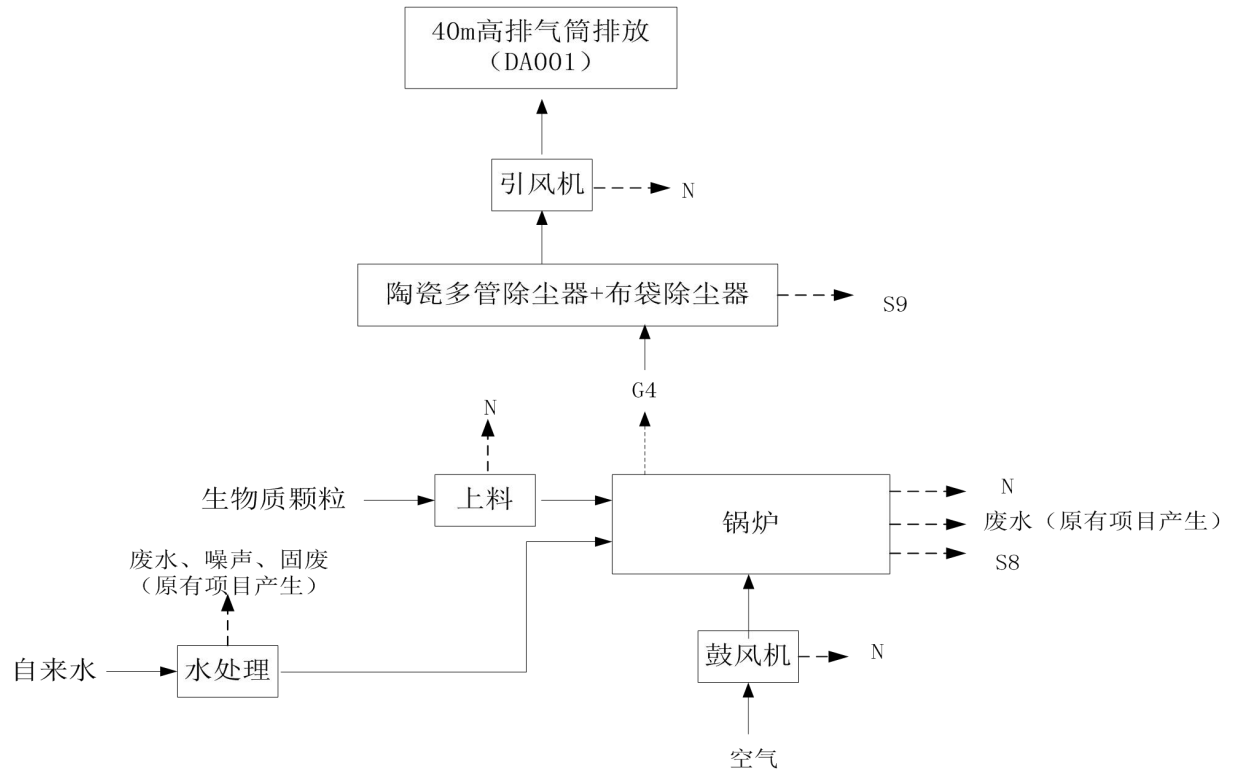 40m高排气筒排放
（DA001）
引风机
N
陶瓷多管除尘器+布袋除尘器
S9
G4
N
生物质颗粒
上料
锅炉
N
废水（原有项目产生）
S8
废水、噪声、固废
（原有项目产生）
自来水
水处理
鼓风机
N
空气